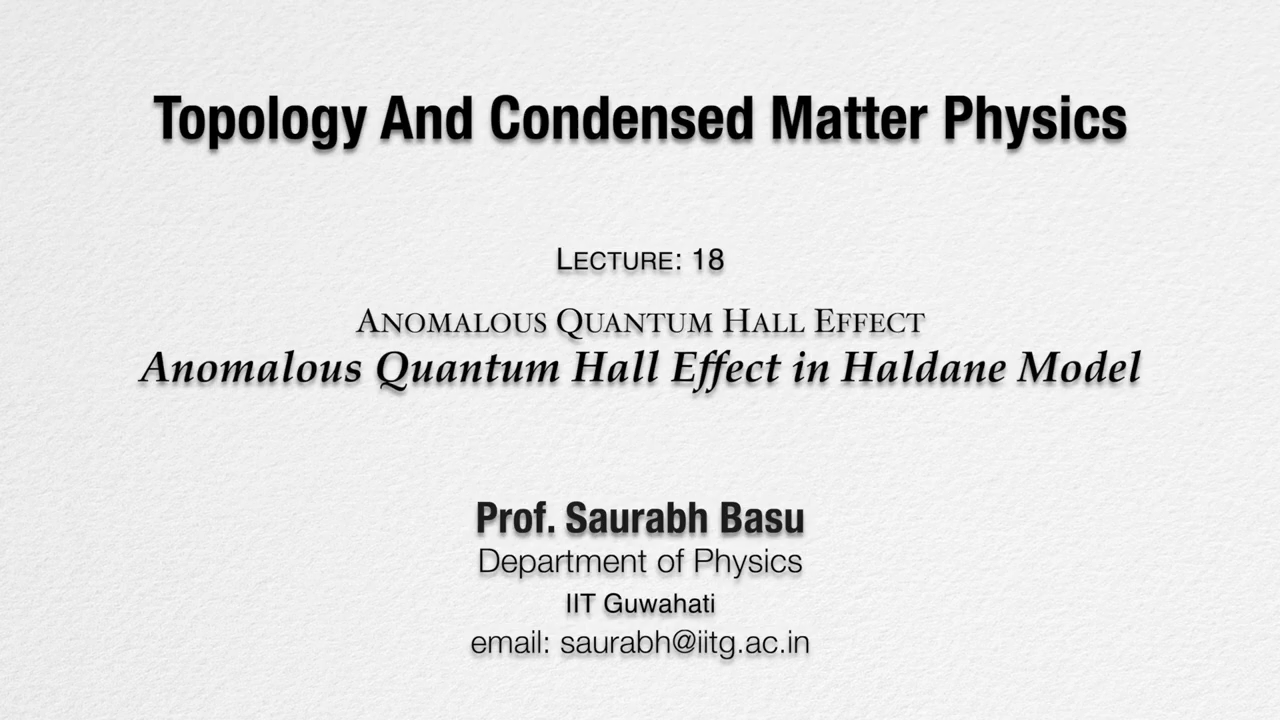 Topology And Condensed Matter Physics
LECTURE: 18
ANOMALOUS QUANTUM HALL EFFECT
Anomalous Quantum Hall Effect in Haldane Model
Prof. Saurabh Basu
Department of Physics
IIT Guwahati
email: saurabh@iitg.ac.in